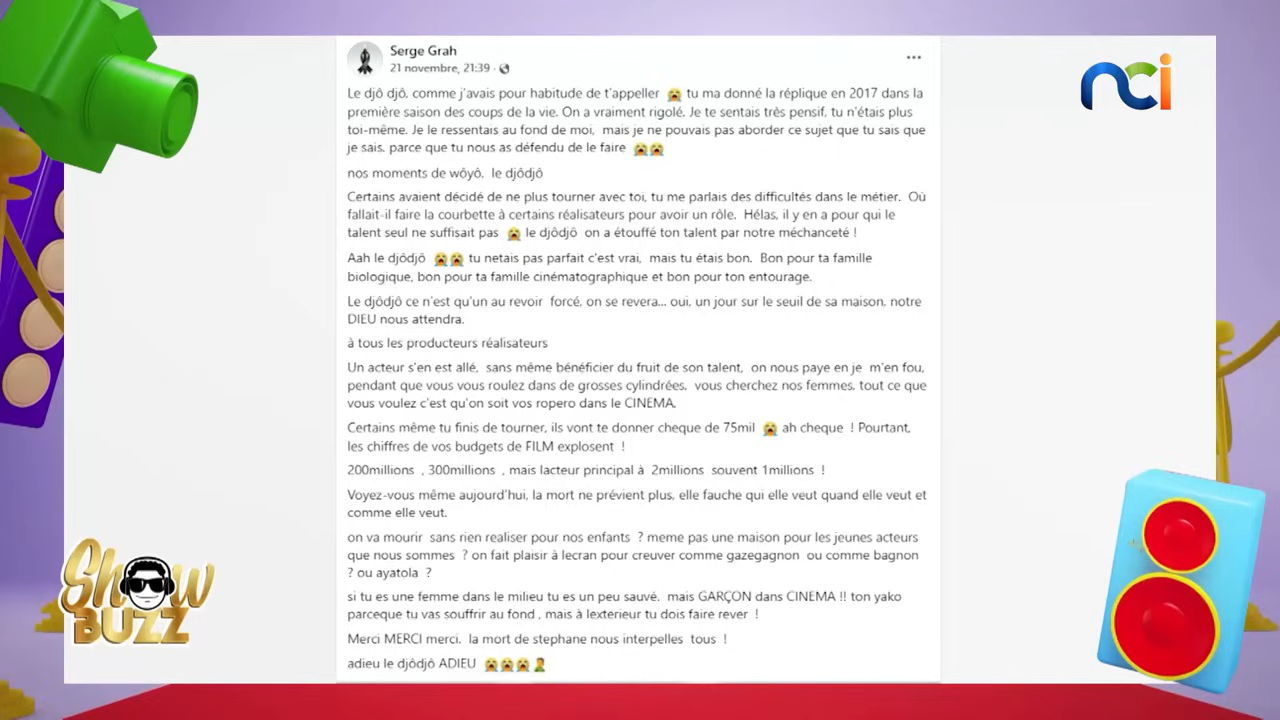 Serge Grah
21 novembre, 21:39 ·
nci
Le djô djô, comme j'avais pour habitude de t'appeller 😭 tu ma donné la réplique en 2017 dans la
première saison des coups de la vie. On a vraiment rigolé. Je te sentais très pensif, tu n'étais plus
toi-même. Je le ressentais au fond de moi, mais je ne pouvais pas aborder ce sujet que tu sais que
je sais, parce que tu nous as défendu de le faire 😭😭
nos moments de wôyô, le djôdjô
Certains avaient décidé de ne plus tourner avec toi, tu me parlais des difficultés dans le métier. Où
fallait-il faire la courbette à certains réalisateurs pour avoir un rôle. Hélas, il y en a pour qui le
talent seul ne suffisait pas 😭 le djôdjô on a étouffé ton talent par notre méchanceté !
Aah le djôdjô 😭😭 tu netais pas parfait c'est vrai, mais tu étais bon. Bon pour ta famille
biologique, bon pour ta famille cinématographique et bon pour ton entourage.
Le djôdjô ce n'est qu'un au revoir forcé, on se revera... oui, un jour sur le seuil de sa maison, notre
DIEU nous attendra.
à tous les producteurs réalisateurs
Un acteur s'en est allé, sans même bénéficier du fruit de son talent, on nous paye en je m'en fou,
pendant que vous vous roulez dans de grosses cylindrées, vous cherchez nos femmes, tout ce que
vous voulez c'est qu'on soit vos ropero dans le CINEMA.
Certains même tu finis de tourner, ils vont te donner cheque de 75mil 😭 ah cheque ! Pourtant,
les chiffres de vos budgets de FILM explosent !
200millions , 300millions , mais lacteur principal à 2millions souvent 1millions !
Voyez-vous même aujourd'hui, la mort ne prévient plus, elle fauche qui elle veut quand elle veut et
comme elle veut.
on va mourir sans rien realiser pour nos enfants ? meme pas une maison pour les jeunes acteurs
que nous sommes ? on fait plaisir à lecran pour creuver comme gazegagnon ou comme bagnon
? ou ayatola ?
si tu es une femme dans le milieu tu es un peu sauvé, mais GARÇON dans CINEMA !! ton yako
parceque tu vas souffrir au fond , mais à lexterieur tu dois faire rever !
Merci MERCI merci. la mort de stephane nous interpelles tous !
adieu le djôdjô ADIEU 😭😭😭🤦
Show
BUZZ